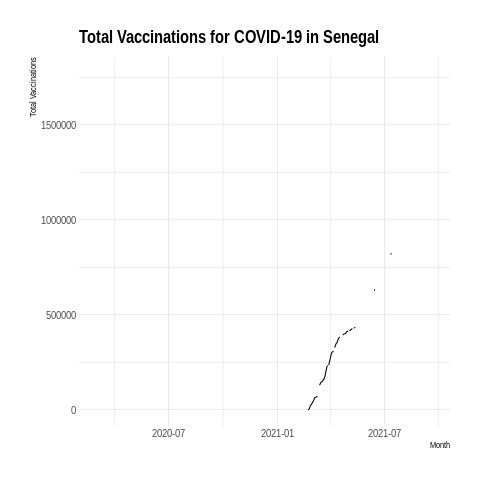 Total Vaccinations for COVID-19 in Senegal
Total Vaccinations
1500000
1000000
500000
0
2020-07
2021-01
2021-07
Month